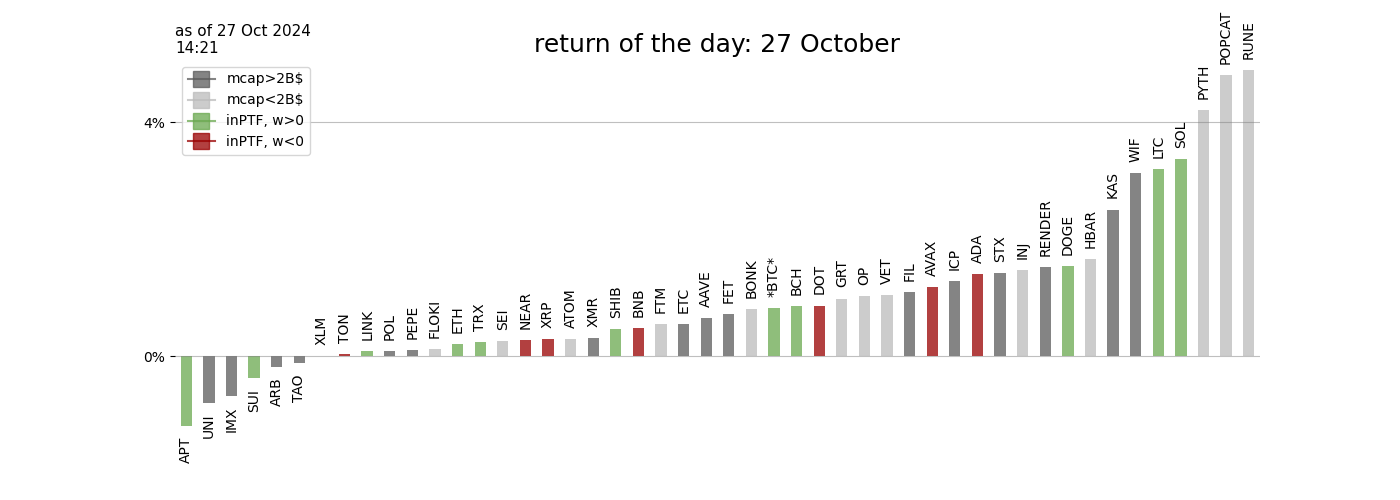 as of 27 Oct 2024
14:21
return of the day: 27 October
mcap>2B$
mcap<2B$
inPTF, w>0
inPTF, w<0
4%
0%
APT
UNI
IMX
SUI
ARB
TAO
XLM
TON
LINK
POL
PEPE
FLOKI
ETH
TRX
SEI
NEAR
XRP
ATOM
XMR
SHIB
BNB
FTM
ETC
AAVE
FET
BONK
*BTC*
BCH
DOT
GRT
OP
VET
FIL
AVAX
ICP
ADA
STX
INJ
RENDER
DOGE
HBAR
KAS
WIF
LTC
SOL
PYTH
POPCAT
RUNE